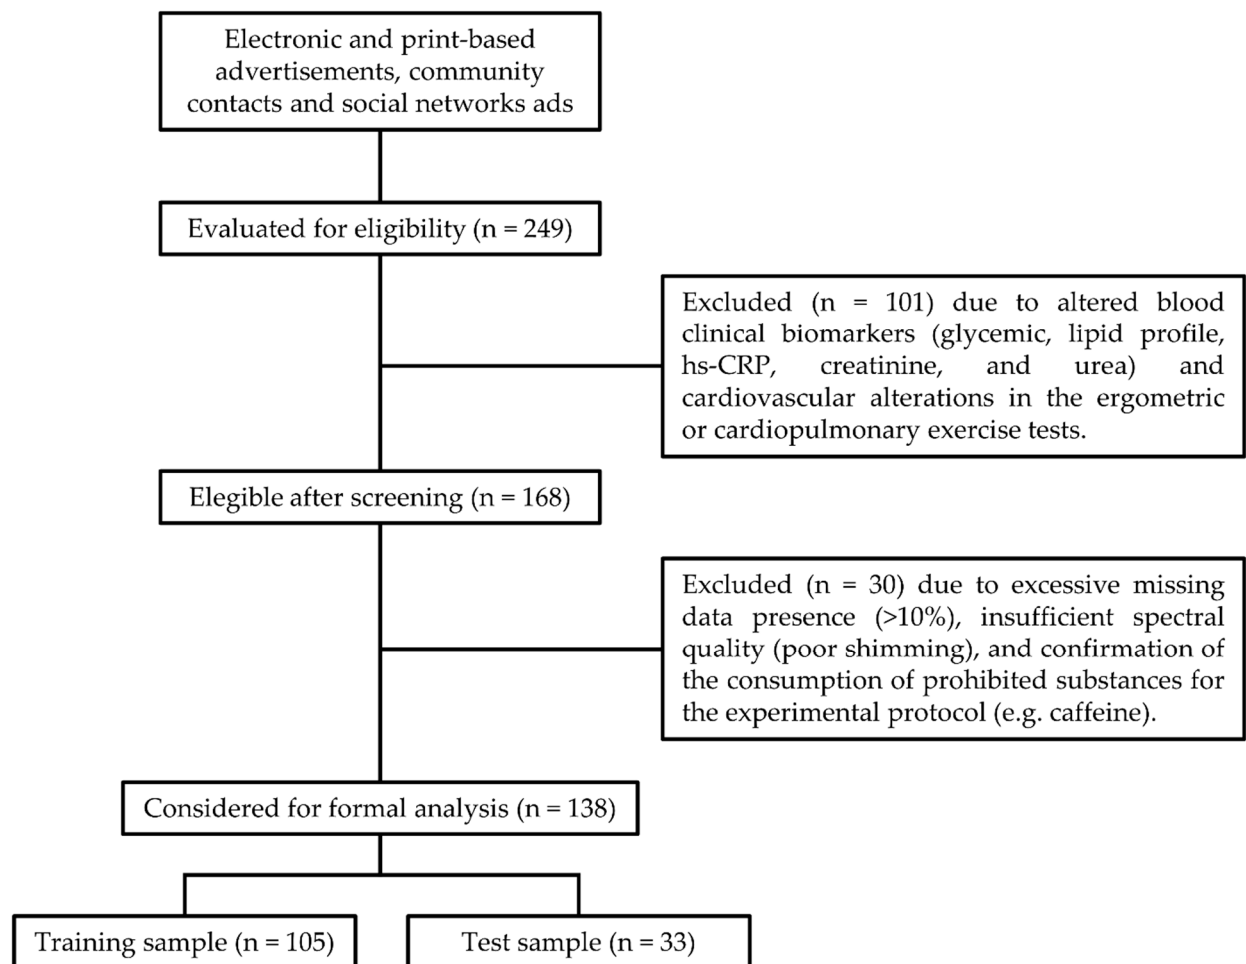 Electronic and print-based
advertisements, community
contacts and social networks ads
Evaluated for eligibility (n = 249)
Excluded (n = 101) due to altered blood
clinical biomarkers (glycemic, lipid profile,
hs-CRP, creatinine, and urea) and
cardiovascular alterations in the ergometric
or cardiopulmonary exercise tests.
Elegible after screening (n = 168)
Excluded (n = 30) due to excessive missing
data presence (>10%), insufficient spectral
quality (poor shimming), and confirmation of
the consumption of prohibited substances for
the experimental protocol (e.g. caffeine).
Considered for formal analysis (n = 138)
Training sample (n = 105)
Test sample (n = 33)